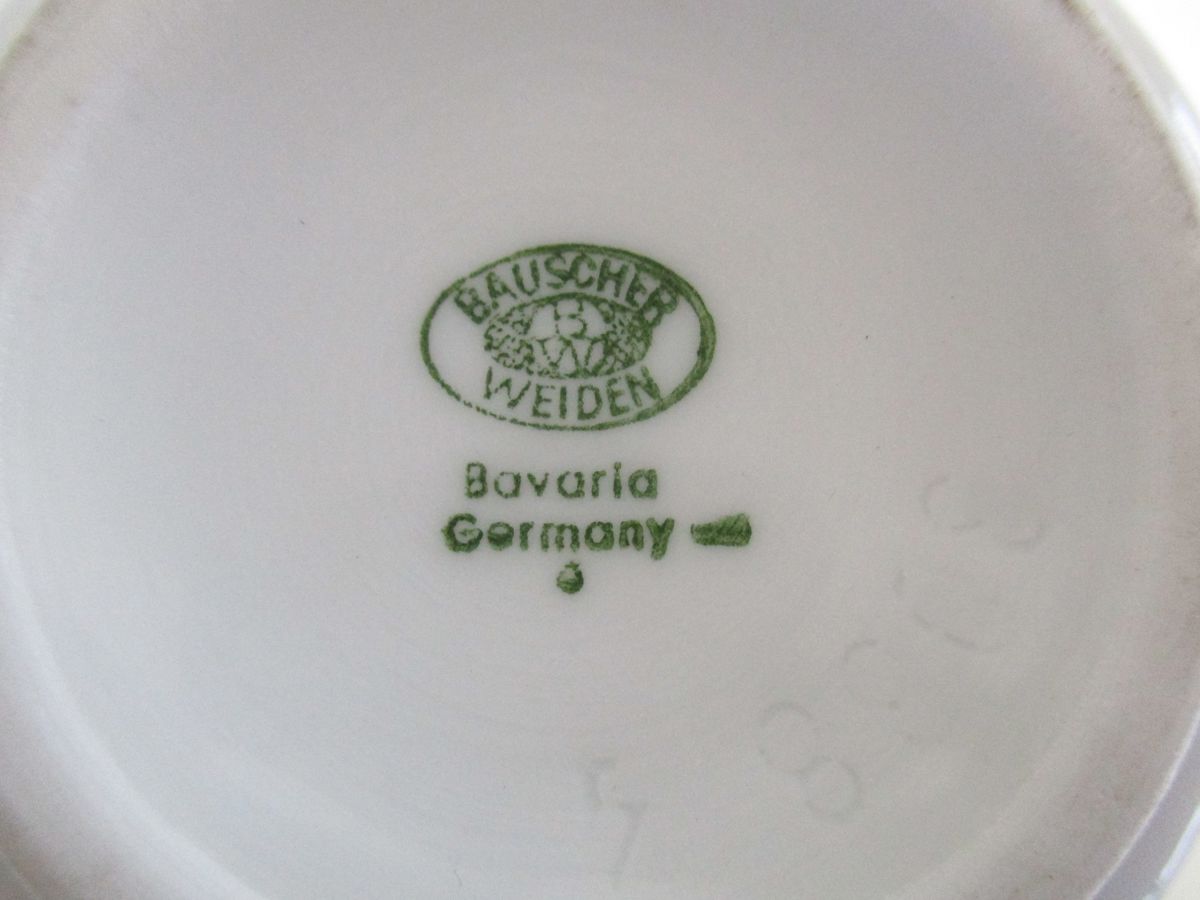 BAUSCHER
B
W
WEIDEN
Bavaria
Germany